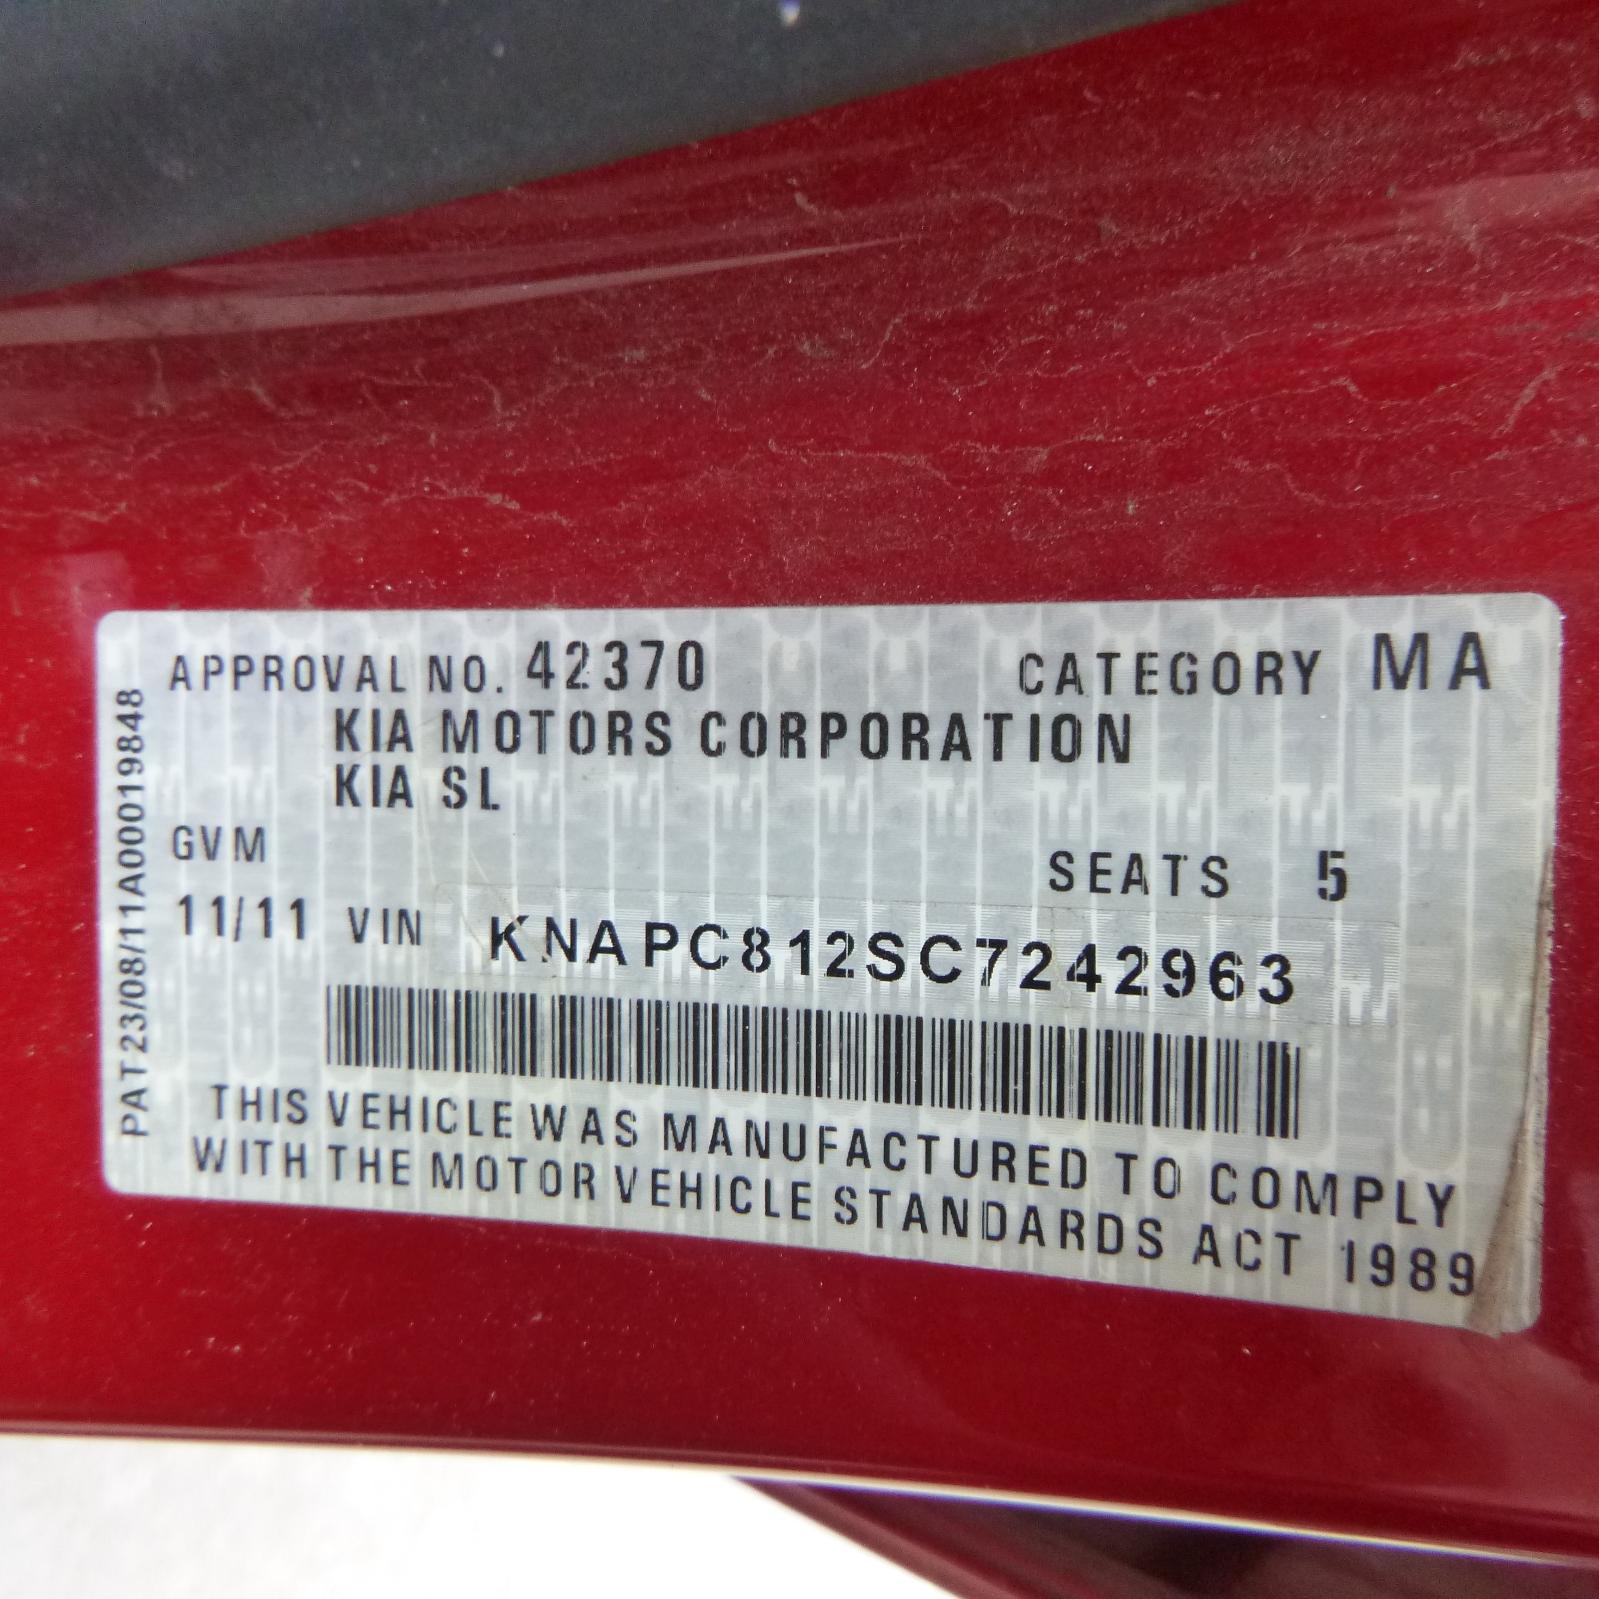 APPROVAL NO. 42370 CATEGORY MA
KIA MOTORS CORPORATION
KIA SL
GVM SEATS 5
11/11 VIN KNAPC812SC7242963
THIS VEHICLE WAS MANUFACTURED TO COMPLY
WITH THE MOTOR VEHICLE STANDARDS ACT 1989
PAT23/08/11A00019848